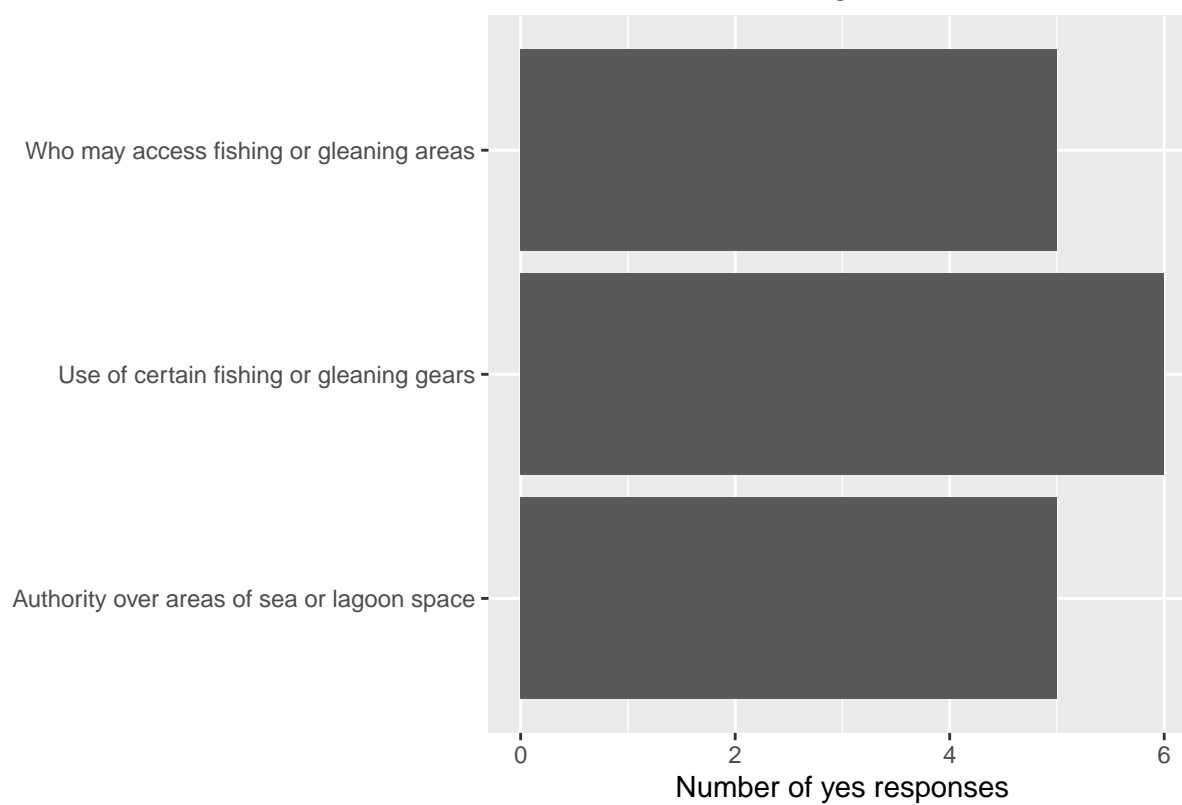 Who may access fishing or gleaning areas
Use of certain fishing or gleaning gears
Authority over areas of sea or lagoon space
0 2 4 6
Number of yes responses